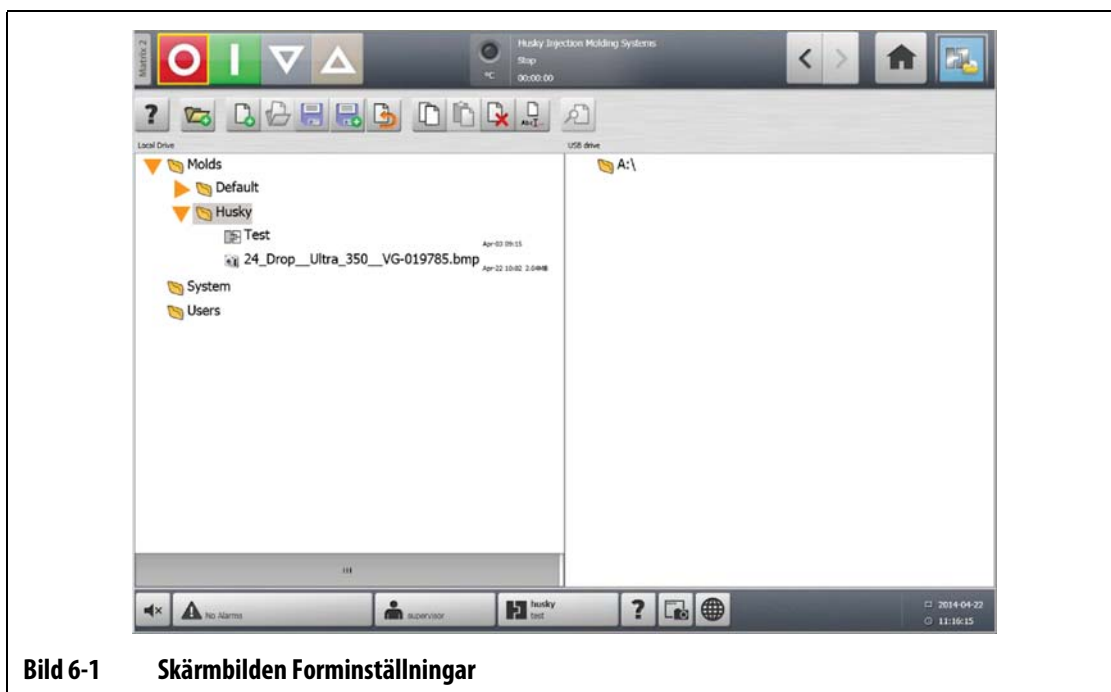 Matrix 2
Husky Injection Molding Systems
Stop
°C 00:00:00
?
Abc
Local Drive
USB drive
Molds
Default
Husky
Test
Apr-03 09:15
24_Drop__Ultra_350__VG-019785.bmp
Apr-22 10:02 2.04MB
System
Users
A:\
No Alarms
supervisor
husky
test
?
2014-04-22
11:16:15
Bild 6-1 Skärmbilden Forminställningar